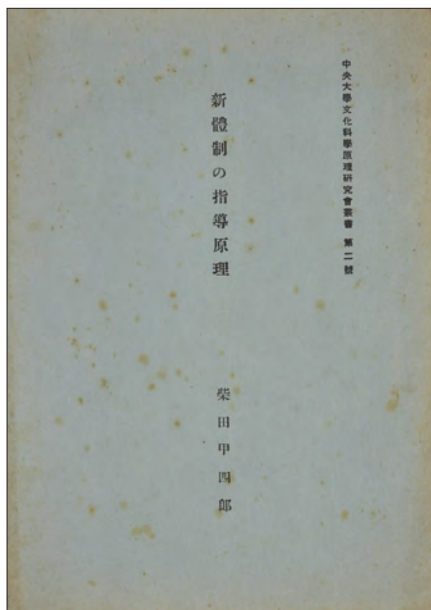 中央大學文化科學原理硏究會叢書　第二號
新體制の指導原理
柴田甲四郎